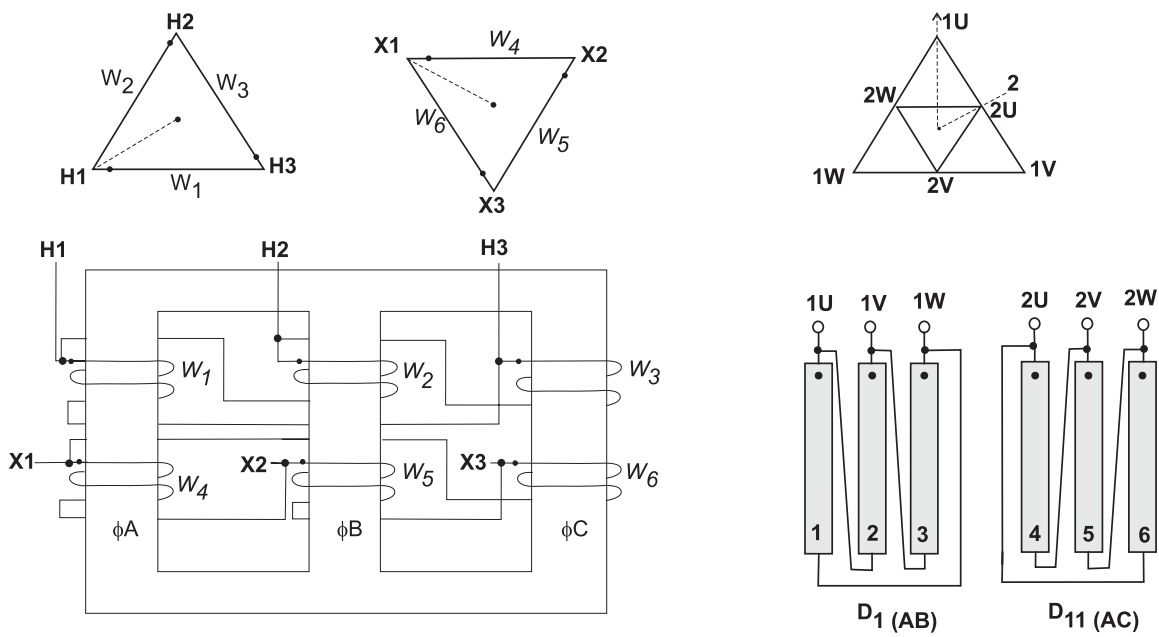 H2
W2
W3
H1
H3
W1
X1
W4
X2
W6
W5
X3
1U
2W
2
2U
1W
2V
1V
H1
H2
H3
W1
W2
W3
X1
X2
X3
W4
W5
W6
ϕA
ϕB
ϕC
1U 1V 1W
2U 2V 2W
1 2 3
4 5 6
D1 (AB)
D11 (AC)